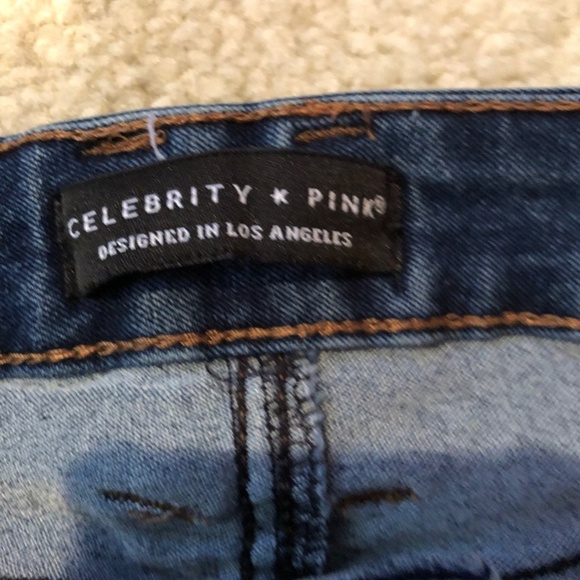 CELEBRITY * PINK®
DESIGNED IN LOS ANGELES